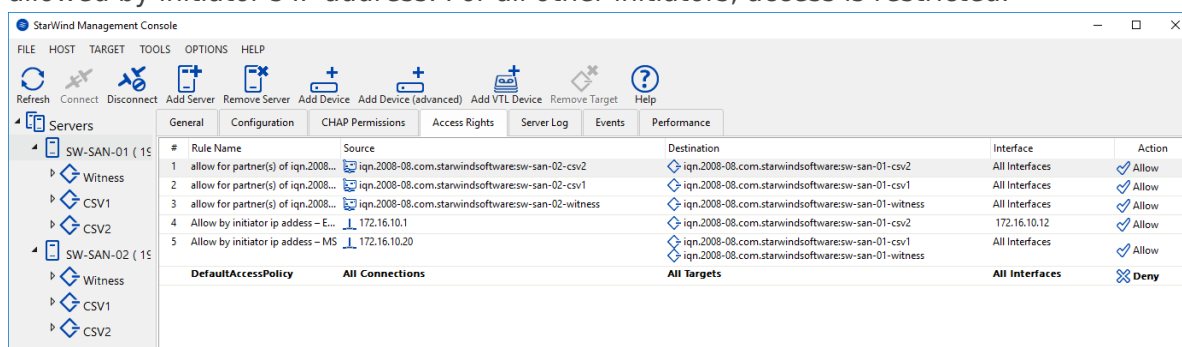 allowed by initiator's IP address. For all other initiators, access is restricted.
StarWind Management Console
FILE HOST TARGET TOOLS OPTIONS HELP
Refresh Connect Disconnect Add Server Remove Server Add Device Add Device (advanced) Add VTL Device Remove Target Help
Servers
SW-SAN-01 ( 19
Witness
CSV1
CSV2
SW-SAN-02 ( 19
Witness
CSV1
CSV2
General Configuration CHAP Permissions Access Rights Server Log Events Performance
# Rule Name Source Destination Interface Action
1 allow for partner(s) of iqn.2008... iqn.2008-08.com.starwindsoftware:sw-san-02-csv2 iqn.2008-08.com.starwindsoftware:sw-san-01-csv2 All Interfaces Allow
2 allow for partner(s) of iqn.2008... iqn.2008-08.com.starwindsoftware:sw-san-02-csv1 iqn.2008-08.com.starwindsoftware:sw-san-01-csv1 All Interfaces Allow
3 allow for partner(s) of iqn.2008... iqn.2008-08.com.starwindsoftware:sw-san-02-witness iqn.2008-08.com.starwindsoftware:sw-san-01-witness All Interfaces Allow
4 Allow by initiator ip addess – E... 172.16.10.1 iqn.2008-08.com.starwindsoftware:sw-san-01-csv2 172.16.10.12 Allow
5 Allow by initiator ip addess – MS 172.16.10.20 iqn.2008-08.com.starwindsoftware:sw-san-01-csv1 All Interfaces Allow
iqn.2008-08.com.starwindsoftware:sw-san-01-witness
DefaultAccessPolicy All Connections All Targets All Interfaces Deny